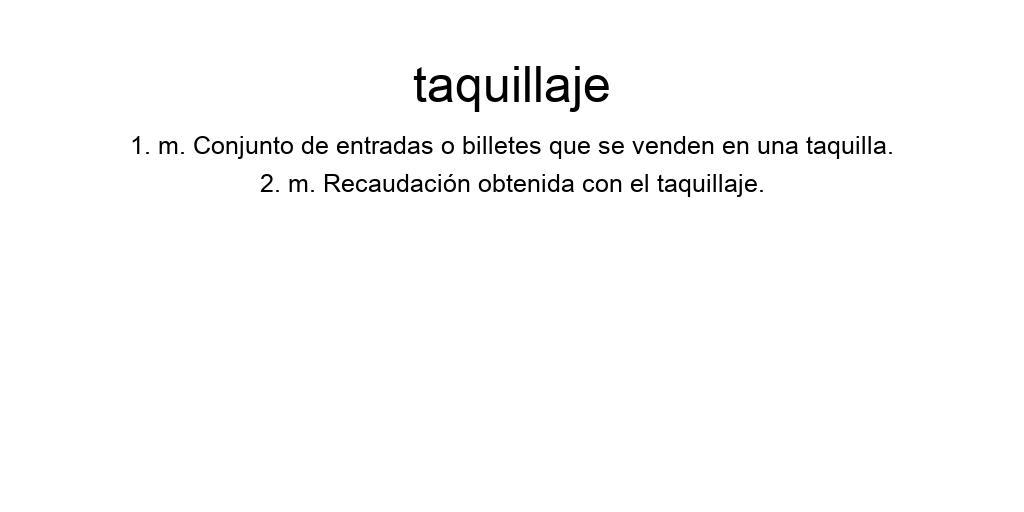 taquillaje
1. m. Conjunto de entradas o billetes que se venden en una taquilla.
2. m. Recaudación obtenida con el taquillaje.